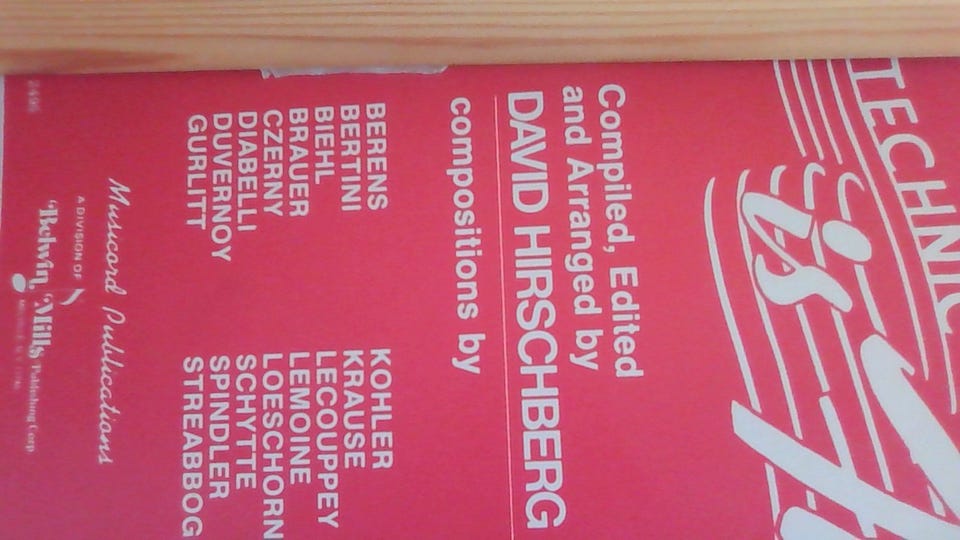 TECHNIC
is
Compiled, Edited
and Arranged by
DAVID HIRSCHBERG
compositions by
BERENS
BERTINI
BIEHL
BRAUER
CZERNY
DIABELLI
DUVERNOY
GURLITT
KOHLER
KRAUSE
LECOUPPEY
LEMOINE
LOESCHORN
SCHYTTE
SPINDLER
STREABBOG
Musicord Publications
A DIVISION OF
Belwin Mills Publishing Corp